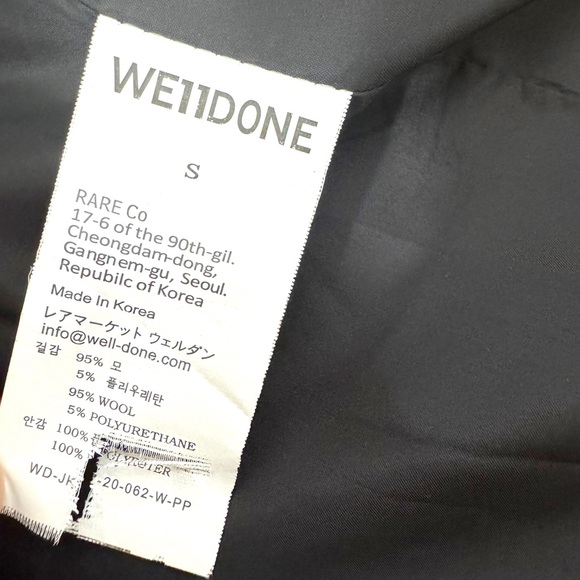 WE11DONE
S
RARE Co
17-6 of the 90th-gil.
Cheongdam-dong,
Gangnem-gu, Seoul.
Repubilc of Korea
Made In Korea
レアマーケット ウェルダン
info@well-done.com
겉감 95% 모
5% 폴리우레탄
95% WOOL
5% POLYURETHANE
안감 100%
100%
20-062-W-PP